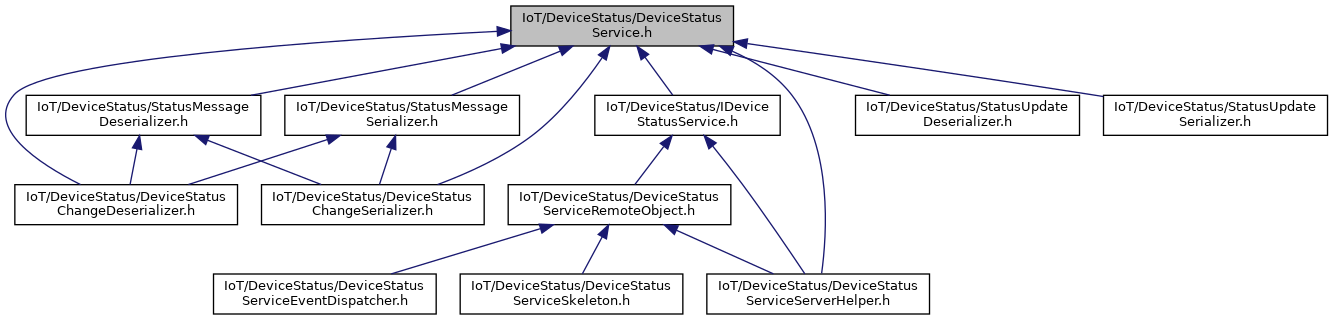 IoT/DeviceStatus/DeviceStatus
Service.h
IoT/DeviceStatus/StatusMessage
Deserializer.h
IoT/DeviceStatus/StatusMessage
Serializer.h
IoT/DeviceStatus/IDevice
StatusService.h
IoT/DeviceStatus/StatusUpdate
Deserializer.h
IoT/DeviceStatus/StatusUpdate
Serializer.h
IoT/DeviceStatus/DeviceStatus
ChangeDeserializer.h
IoT/DeviceStatus/DeviceStatus
ChangeSerializer.h
IoT/DeviceStatus/DeviceStatus
ServiceRemoteObject.h
IoT/DeviceStatus/DeviceStatus
ServiceEventDispatcher.h
IoT/DeviceStatus/DeviceStatus
ServiceSkeleton.h
IoT/DeviceStatus/DeviceStatus
ServiceServerHelper.h